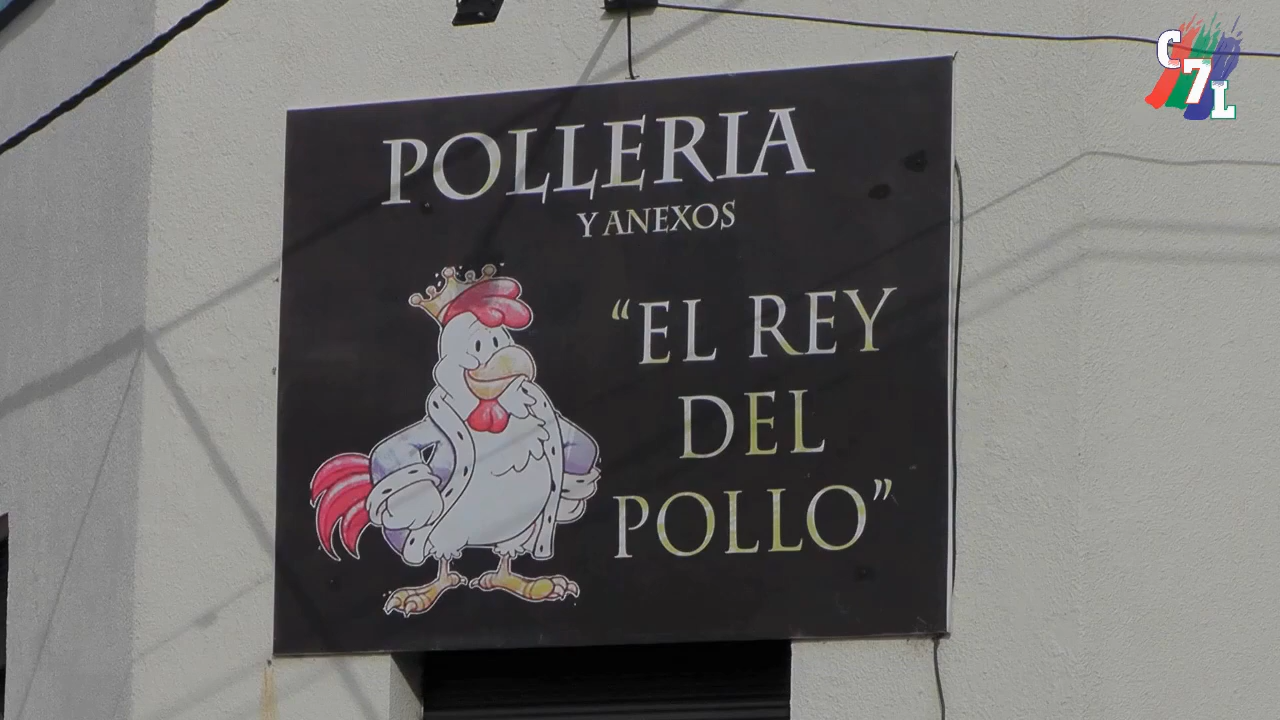 POLLERIA
Y ANEXOS
“EL REY
DEL
POLLO”
C7L